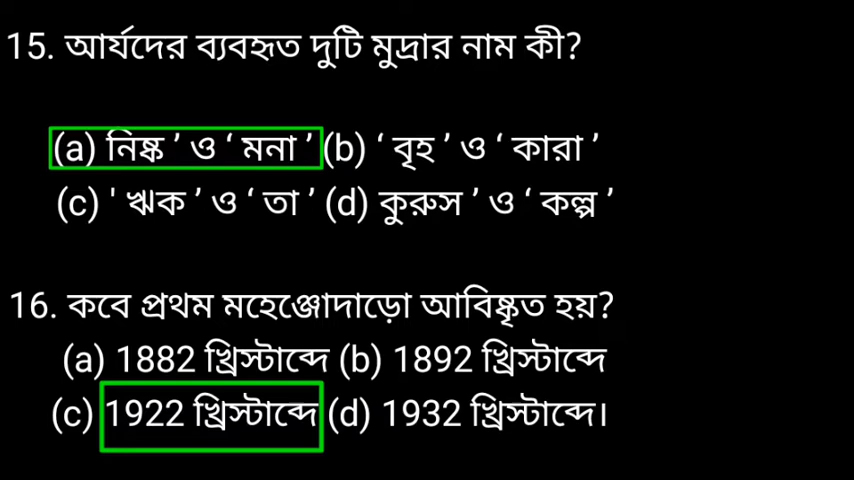 15. আর্যদের ব্যবহৃত দুটি মুদ্রার নাম কী?
(a) নিষ্ক ’ ও ‘ মনা ’ (b) ‘ বৃহ ’ ও ‘ কারা ’
(c) ' ঋক ’ ও ‘ তা ’ (d) কুরুস ’ ও ‘ কল্প ’
16. কবে প্রথম মহেঞ্জোদাড়ো আবিষ্কৃত হয়?
(a) 1882 খ্রিস্টাব্দে (b) 1892 খ্রিস্টাব্দে
(c) 1922 খ্রিস্টাব্দে (d) 1932 খ্রিস্টাব্দে।